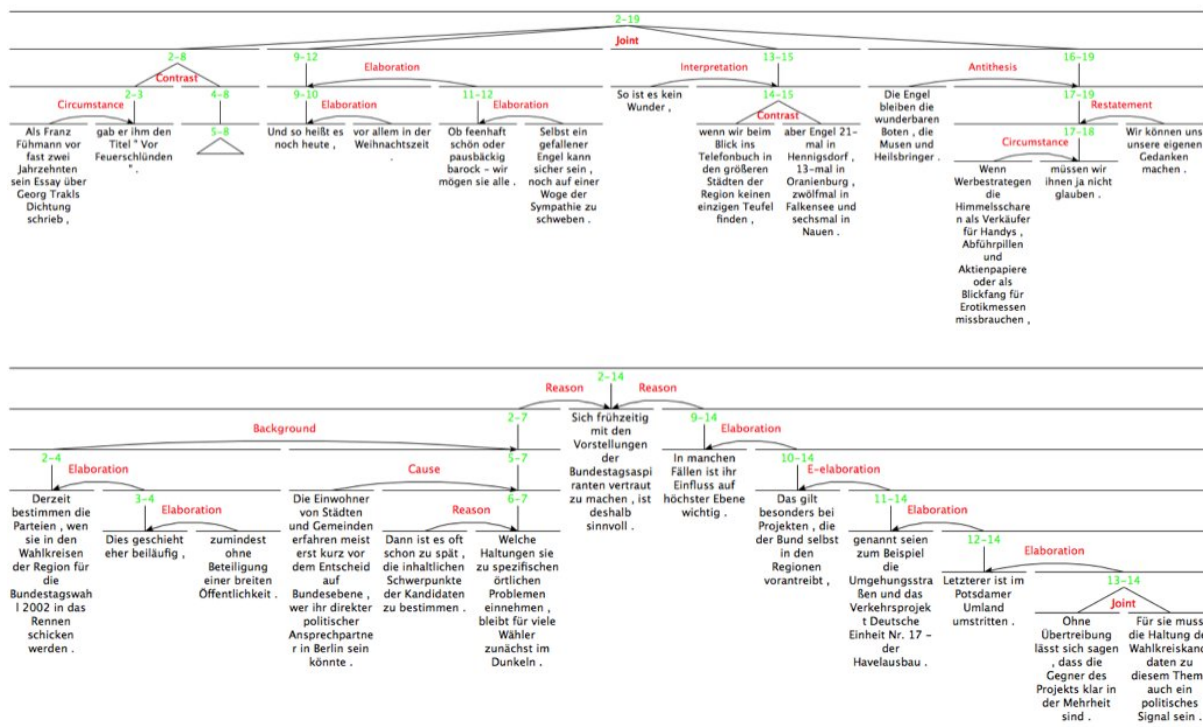 2-19
Joint
2-8
9-12
13-15
16-19
Contrast
Elaboration
Interpretation
Antithesis
2-3
4-8
9-10
11-12
14-15
17-19
Circumstance
Elaboration
Elaboration
Contrast
Restatement
5-8
17-18
Circumstance
Als Franz
Fühmann vor
fast zwei
Jahrzehnten
sein Essay über
Georg Trakls
Dichtung
schrieb ,
gab er ihm den
Titel " Vor
Feuerschlünden
" .
Und so heißt es
noch heute ,
vor allem in der
Weihnachtszeit
.
Ob feenhaft
schön oder
pausbäckig
barock - wir
mögen sie alle .
Selbst ein
gefallener
Engel kann
sicher sein ,
noch auf einer
Woge der
Sympathie zu
schweben .
So ist es kein
Wunder ,
wenn wir beim
Blick ins
Telefonbuch in
den größeren
Städten der
Region keinen
einzigen Teufel
finden ,
aber Engel 21-
mal in
Hennigsdorf ,
13-mal in
Oranienburg ,
zwölfmal in
Falkensee und
sechsmal in
Nauen .
Die Engel
bleiben die
wunderbaren
Boten , die
Musen und
Heilsbringer .
Wenn
Werbestrategen
die
Himmelsschare
n als Verkäufer
für Handys ,
Abführpillen
und
Aktienpapiere
oder als
Blickfang für
Erotikmessen
missbrauchen ,
müssen wir
ihnen ja nicht
glauben .
Wir können uns
unsere eigenen
Gedanken
machen .
2-14
Reason
Reason
2-7
Sich frühzeitig
mit den
Vorstellungen
der
Bundestagsaspi
ranten vertraut
zu machen , ist
deshalb
sinnvoll .
9-14
Background
Elaboration
2-4
5-7
In manchen
Fällen ist ihr
Einfluss auf
höchster Ebene
wichtig .
10-14
Elaboration
Cause
E-elaboration
Derzeit
bestimmen die
Parteien , wen
sie in den
Wahlkreisen
der Region für
die
Bundestagswah
l 2002 in das
Rennen
schicken
werden .
3-4
Elaboration
Dies geschieht
eher beiläufig ,
zumindest
ohne
Beteiligung
einer breiten
Öffentlichkeit .
Die Einwohner
von Städten
und Gemeinden
erfahren meist
erst kurz vor
dem Entscheid
auf
Bundesebene ,
wer ihr direkter
politischer
Ansprechpartne
r in Berlin sein
könnte .
6-7
Reason
Dann ist es oft
schon zu spät ,
die inhaltlichen
Schwerpunkte
der Kandidaten
zu bestimmen .
Welche
Haltungen sie
zu spezifischen
örtlichen
Problemen
einnehmen ,
bleibt für viele
Wähler
zunächst im
Dunkeln .
Das gilt
besonders bei
Projekten , die
der Bund selbst
in den
Regionen
vorantreibt ,
11-14
Elaboration
genannt seien
zum Beispiel
die
Umgehungsstra
ßen und das
Verkehrsprojek
t Deutsche
Einheit Nr. 17 -
der
Havelausbau .
12-14
Elaboration
Letzterer ist im
Potsdamer
Umland
umstritten .
13-14
Joint
Ohne
Übertreibung
lässt sich sagen
, dass die
Gegner des
Projekts klar in
der Mehrheit
sind .
Für sie muss
die Haltung de
Wahlkreiskand
daten zu
diesem Them
auch ein
politisches
Signal sein .